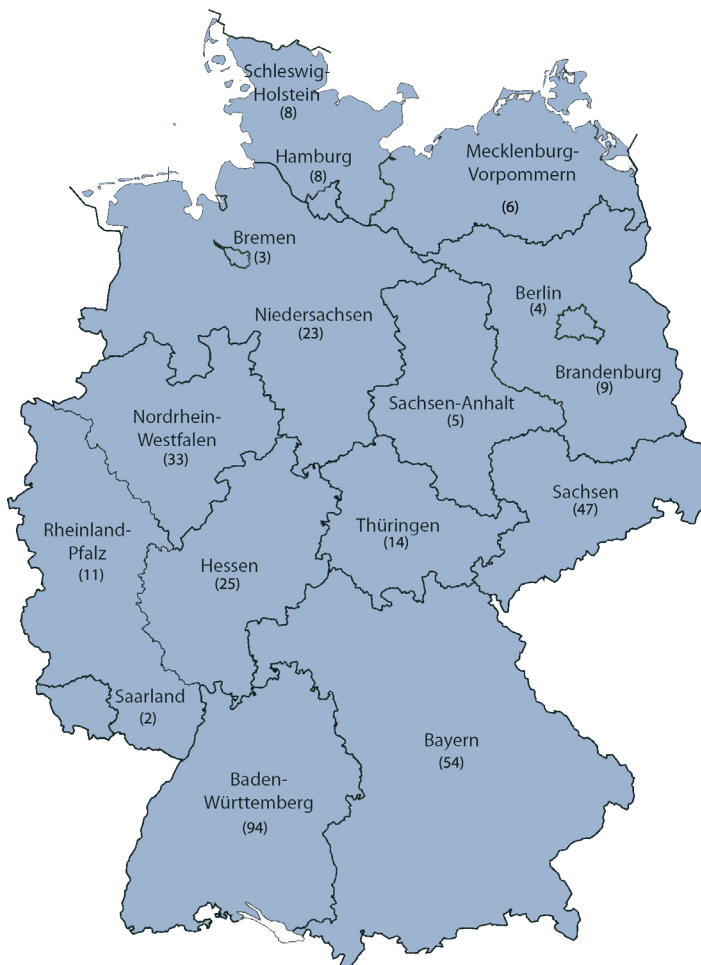 Schleswig-
Holstein
(8)
Hamburg
(8)
Mecklenburg-
Vorpommern
(6)
Bremen
(3)
Niedersachsen
(23)
Berlin
(4)
Brandenburg
(9)
Sachsen-Anhalt
(5)
Nordrhein-
Westfalen
(33)
Sachsen
(47)
Thüringen
(14)
Rheinland-
Pfalz
(11)
Hessen
(25)
Saarland
(2)
Bayern
(54)
Baden-
Württemberg
(94)